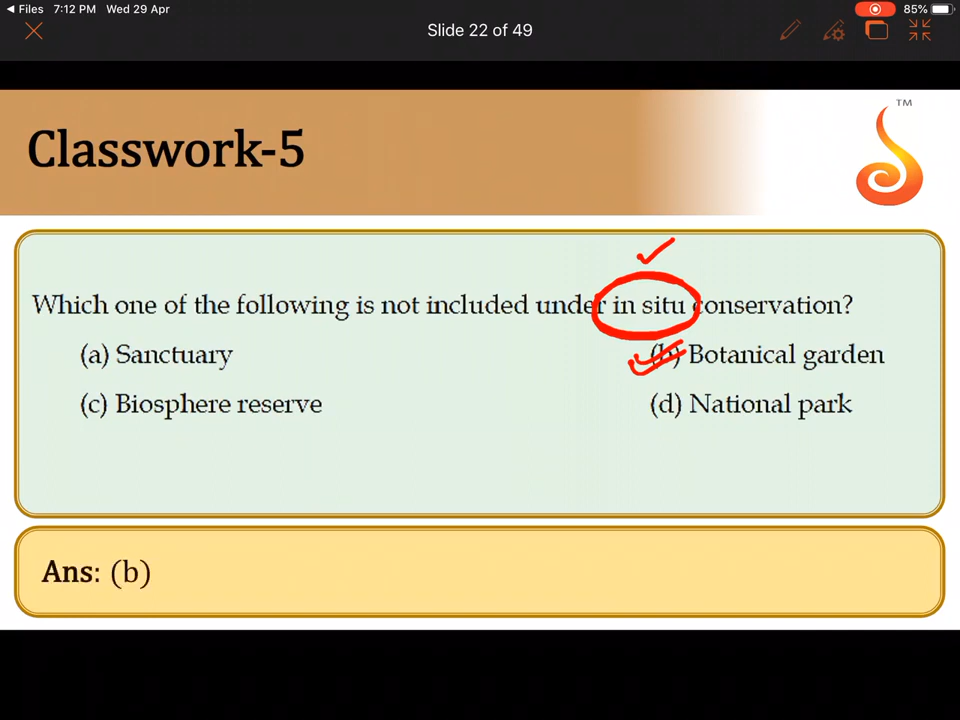 Files 7:12 PM Wed 29 Apr 85%
Slide 22 of 49
TM
Classwork-5
Which one of the following is not included under in situ conservation?
(a) Sanctuary (b) Botanical garden
(c) Biosphere reserve (d) National park
Ans: (b)